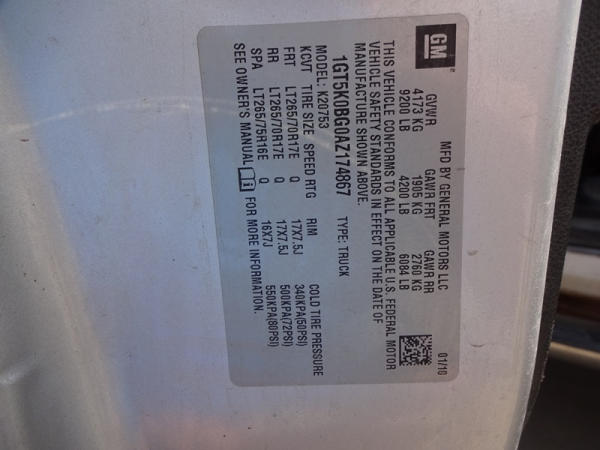 GM
MFD BY GENERAL MOTORS LLC
01/10
GVWR GAWR FRT GAWR RR
4173 KG 1905 KG 2760 KG
9200 LB 4200 LB 6084 LB
THIS VEHICLE CONFORMS TO ALL APPLICABLE U.S. FEDERAL MOTOR
VEHICLE SAFETY STANDARDS IN EFFECT ON THE DATE OF
MANUFACTURE SHOWN ABOVE.
1GT5K0BG0AZ174867 TYPE: TRUCK
MODEL: K20753
KCVT TIRE SIZE SPEED RTG RIM COLD TIRE PRESSURE
FRT LT265/70R17E Q 17X7.5J 340KPA(50PSI)
RR LT265/70R17E Q 17X7.5J 500KPA(72PSI)
SPA LT265/75R16E Q 16X7J 550KPA(80PSI)
SEE OWNER'S MANUAL FOR MORE INFORMATION.